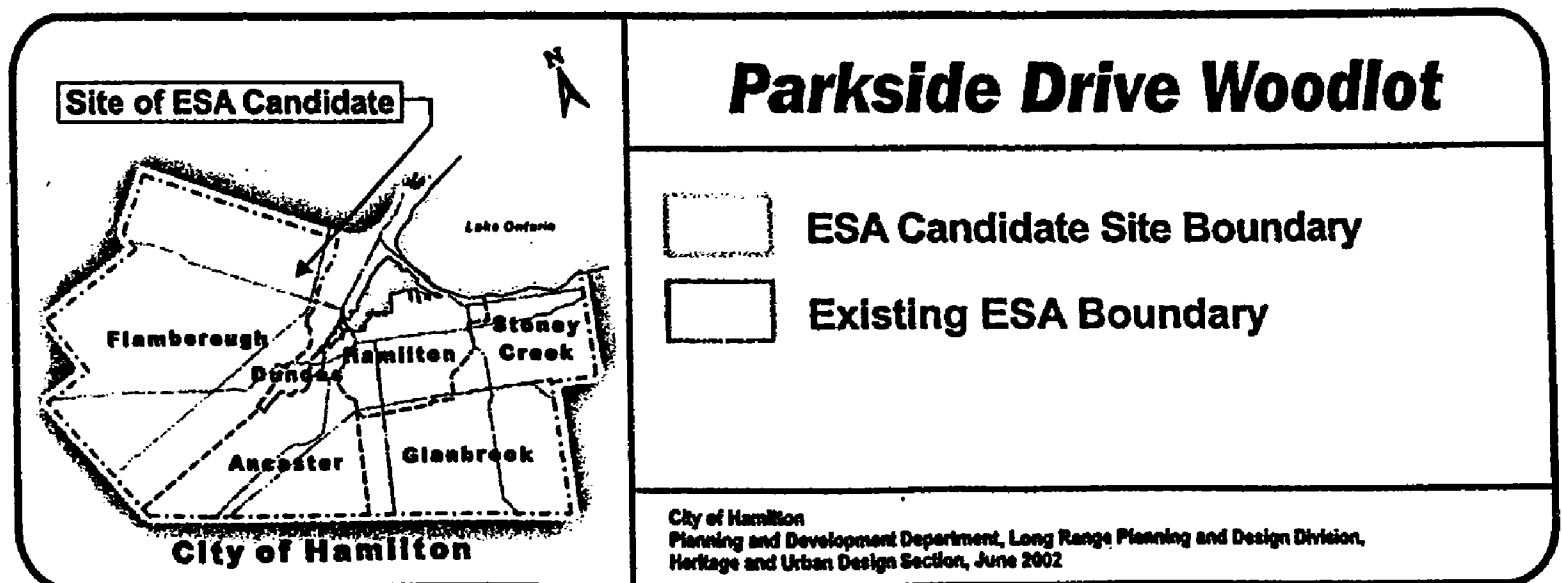 N
Site of ESA Candidate
Lake Ontario
Flamborough
Stoney
Creek
Hamilton
Dundas
Ancaster
Glanbrook
City of Hamilton
Parkside Drive Woodlot
ESA Candidate Site Boundary
Existing ESA Boundary
City of Hamilton
Planning and Development Department, Long Range Planning and Design Division,
Heritage and Urban Design Section, June 2002